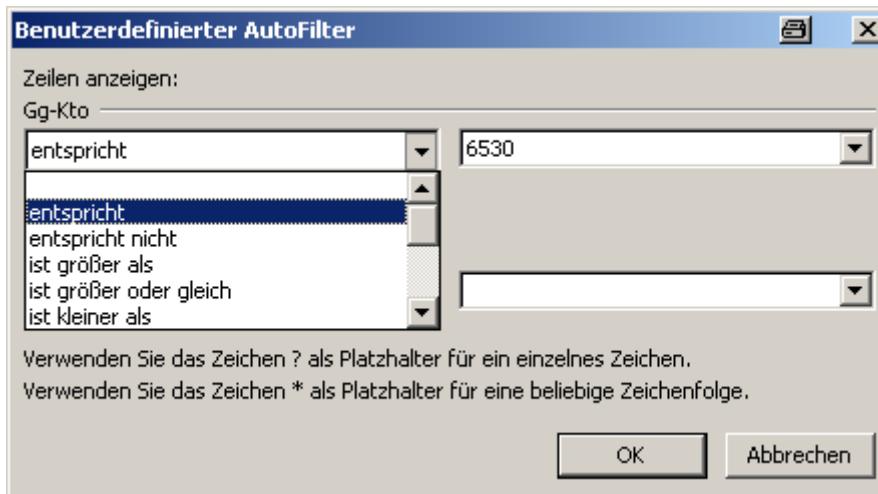 Benutzerdefinierter AutoFilter
Zeilen anzeigen:
Gg-Kto
entspricht
6530
entspricht
entspricht nicht
ist größer als
ist größer oder gleich
ist kleiner als
Verwenden Sie das Zeichen ? als Platzhalter für ein einzelnes Zeichen.
Verwenden Sie das Zeichen * als Platzhalter für eine beliebige Zeichenfolge.
OK
Abbrechen